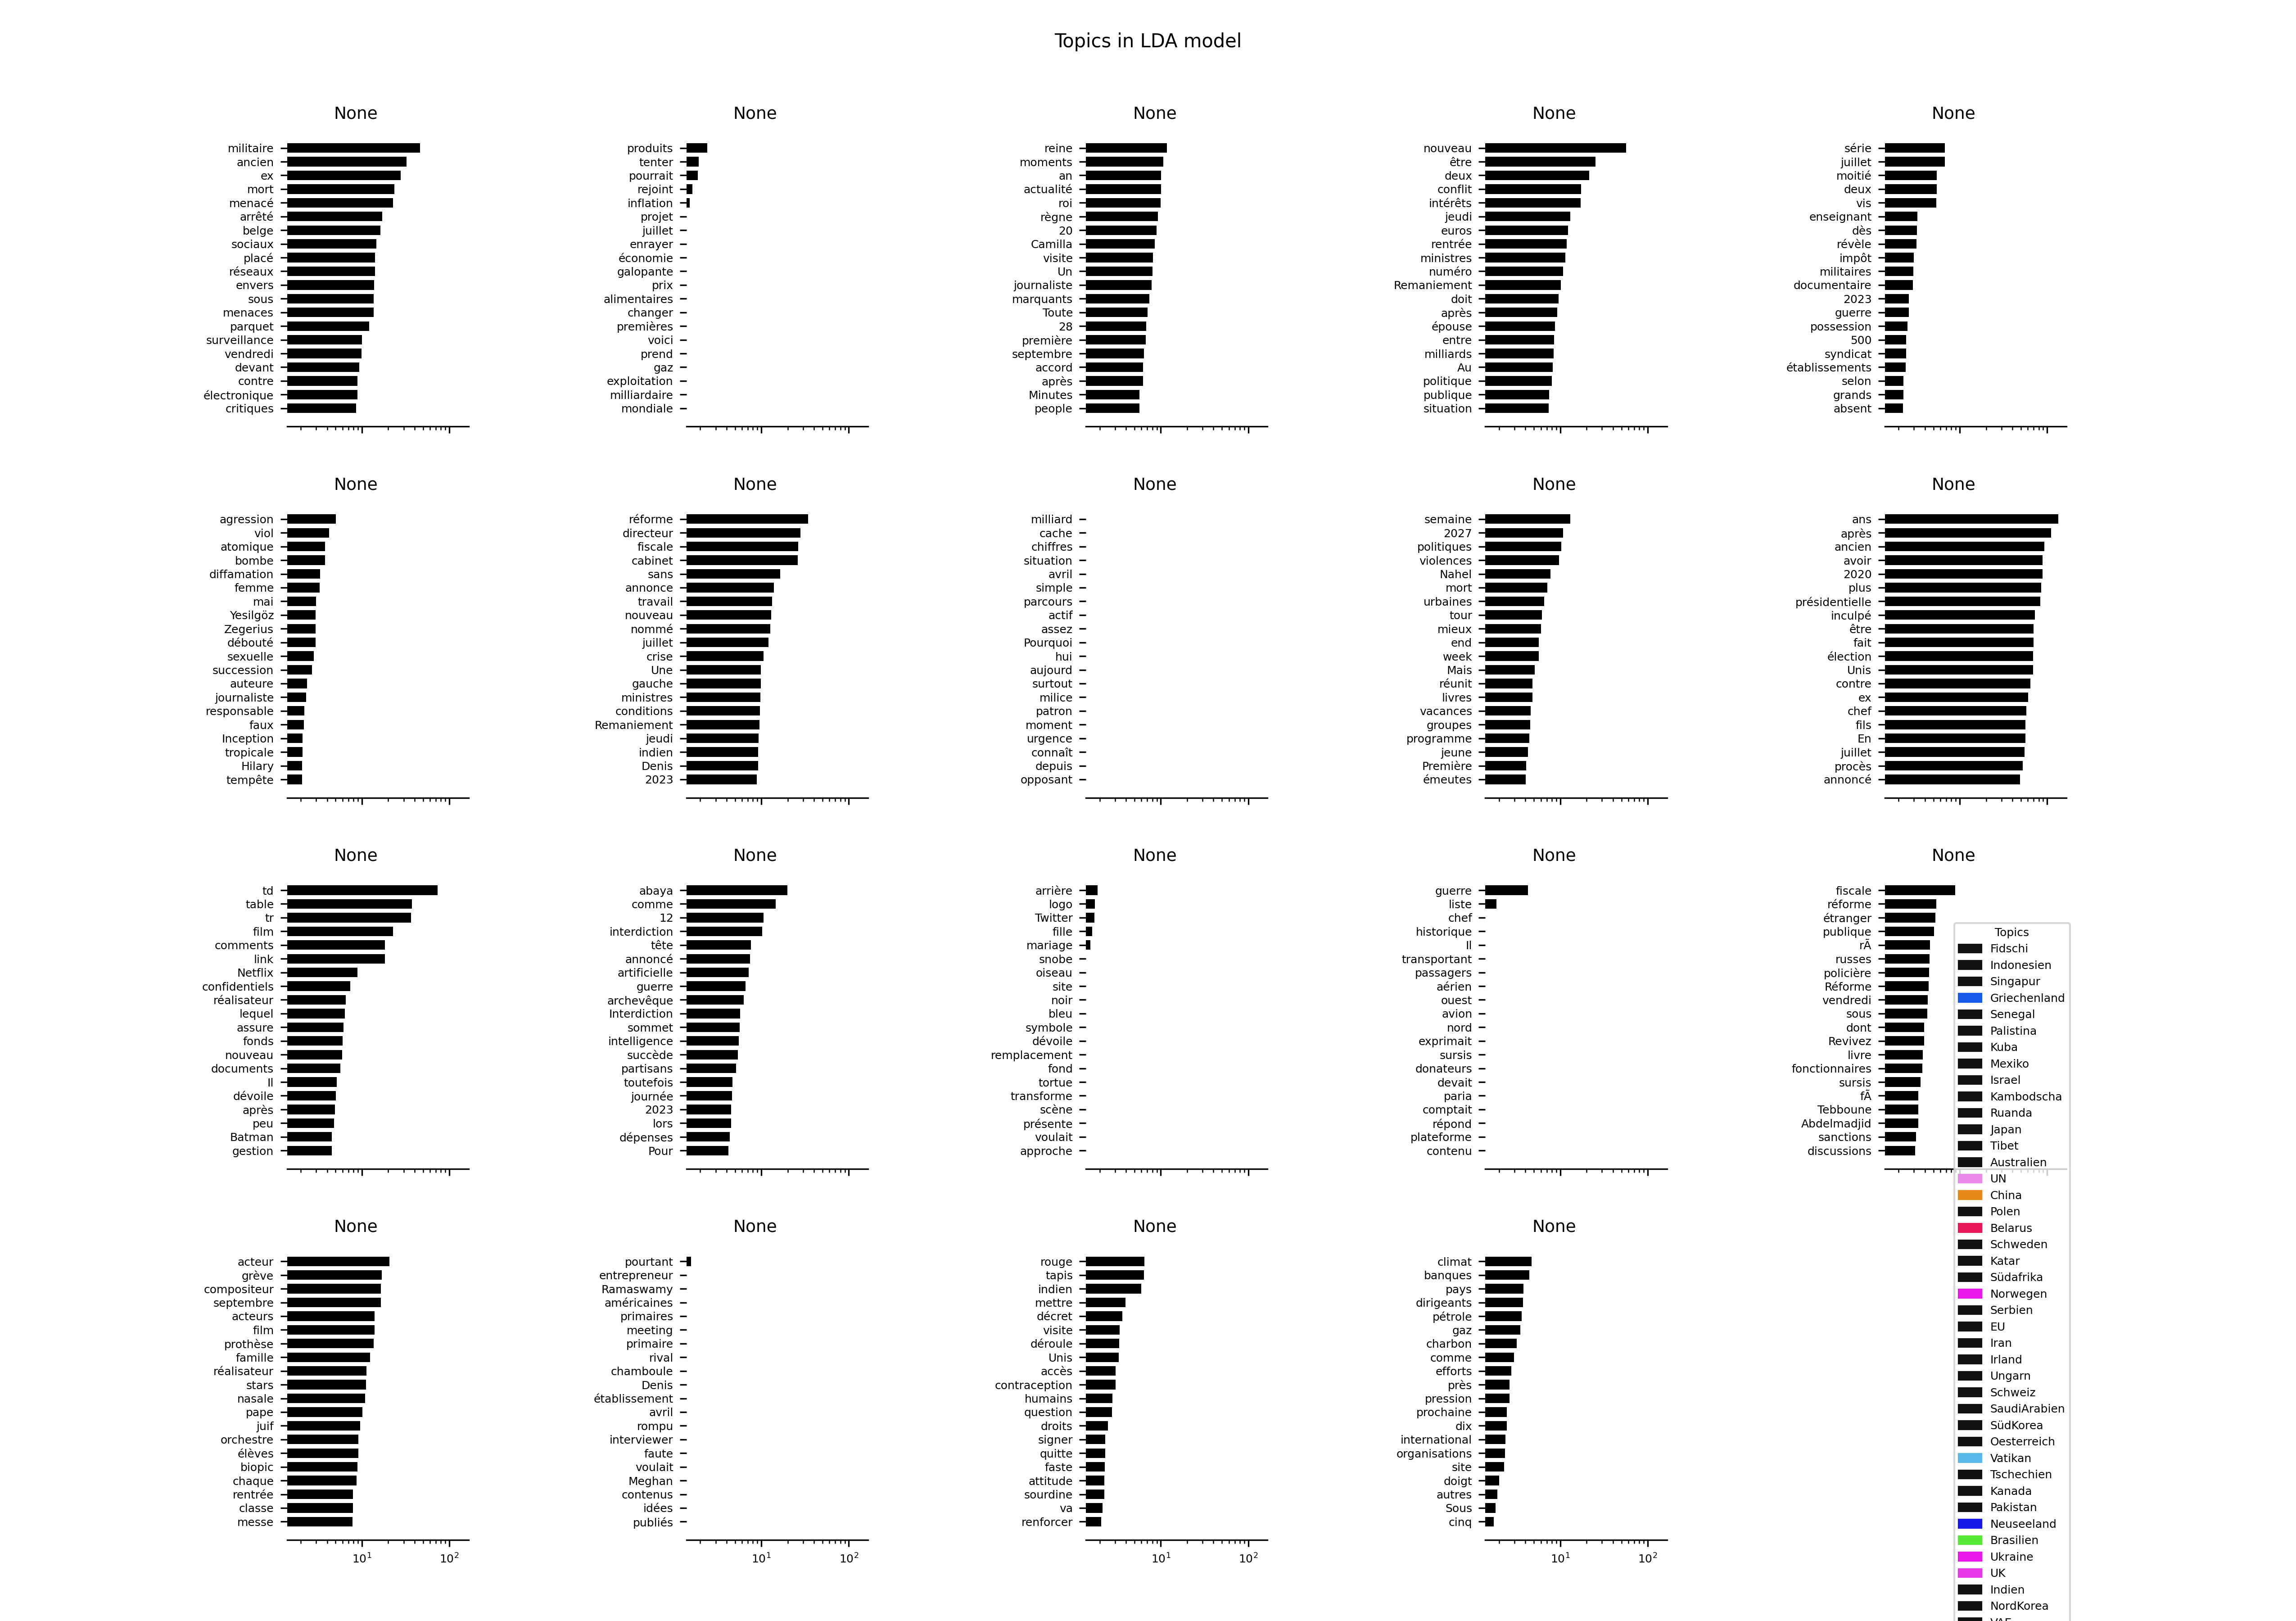 Topics in LDA model
None
militaire
ancien
ex
mort
menacé
arrêté
belge
sociaux
placé
réseaux
envers
sous
menaces
parquet
surveillance
vendredi
devant
contre
électronique
critiques
None
produits
tenter
pourrait
rejoint
inflation
projet
juillet
enrayer
économie
galopante
prix
alimentaires
changer
premières
voici
prend
gaz
exploitation
milliardaire
mondiale
None
reine
moments
an
actualité
roi
règne
20
Camilla
visite
Un
journaliste
marquants
Toute
28
première
septembre
accord
après
Minutes
people
None
nouveau
être
deux
conflit
intérêts
jeudi
euros
rentrée
ministres
numéro
Remaniement
doit
après
épouse
entre
milliards
Au
politique
publique
situation
None
série
juillet
moitié
deux
vis
enseignant
dès
révèle
impôt
militaires
documentaire
2023
guerre
possession
500
syndicat
établissements
selon
grands
absent
None
agression
viol
atomique
bombe
diffamation
femme
mai
Yesilgöz
Zegerius
débouté
sexuelle
succession
auteure
journaliste
responsable
faux
Inception
tropicale
Hilary
tempête
None
réforme
directeur
fiscale
cabinet
sans
annonce
travail
nouveau
nommé
juillet
crise
Une
gauche
ministres
conditions
Remaniement
jeudi
indien
Denis
2023
None
milliard
cache
chiffres
situation
avril
simple
parcours
actif
assez
Pourquoi
hui
aujourd
surtout
milice
patron
moment
urgence
connaît
depuis
opposant
None
semaine
2027
politiques
violences
Nahel
mort
urbaines
tour
mieux
end
week
Mais
réunit
livres
vacances
groupes
programme
jeune
Première
émeutes
None
ans
après
ancien
avoir
2020
plus
présidentielle
inculpé
être
fait
élection
Unis
contre
ex
chef
fils
En
juillet
procès
annoncé
None
td
table
tr
film
comments
link
Netflix
confidentiels
réalisateur
lequel
assure
fonds
nouveau
documents
Il
dévoile
après
peu
Batman
gestion
None
abaya
comme
12
interdiction
tête
annoncé
artificielle
guerre
archevêque
Interdiction
sommet
intelligence
succède
partisans
toutefois
journée
2023
lors
dépenses
Pour
None
arrière
logo
Twitter
fille
mariage
snobe
oiseau
site
noir
bleu
symbole
dévoile
remplacement
fond
tortue
transforme
scène
présente
voulait
approche
None
guerre
liste
chef
historique
Il
transportant
passagers
aérien
ouest
avion
nord
exprimait
sursis
donateurs
devait
paria
comptait
répond
plateforme
contenu
None
fiscale
réforme
étranger
publique
rÃ
russes
policière
Réforme
vendredi
sous
dont
Revivez
livre
fonctionnaires
sursis
fÃ
Tebboune
Abdelmadjid
sanctions
discussions
None
acteur
grève
compositeur
septembre
acteurs
film
prothèse
famille
réalisateur
stars
nasale
pape
juif
orchestre
élèves
biopic
chaque
rentrée
classe
messe
10¹ 10²
None
pourtant
entrepreneur
Ramaswamy
américaines
primaires
meeting
primaire
rival
chamboule
Denis
établissement
avril
rompu
interviewer
faute
voulait
Meghan
contenus
idées
publiés
10¹ 10²
None
rouge
tapis
indien
mettre
décret
visite
déroule
Unis
accès
contraception
humains
question
droits
signer
quitte
faste
attitude
sourdine
va
renforcer
10¹ 10²
None
climat
banques
pays
dirigeants
pétrole
gaz
charbon
comme
efforts
près
pression
prochaine
dix
international
organisations
site
doigt
autres
Sous
cinq
10¹ 10²
Topics
Fidschi
Indonesien
Singapur
Griechenland
Senegal
Palistina
Kuba
Mexiko
Israel
Kambodscha
Ruanda
Japan
Tibet
Australien
UN
China
Polen
Belarus
Schweden
Katar
Südafrika
Norwegen
Serbien
EU
Iran
Irland
Ungarn
Schweiz
SaudiArabien
SüdKorea
Oesterreich
Vatikan
Tschechien
Kanada
Pakistan
Neuseeland
Brasilien
Ukraine
UK
Indien
NordKorea